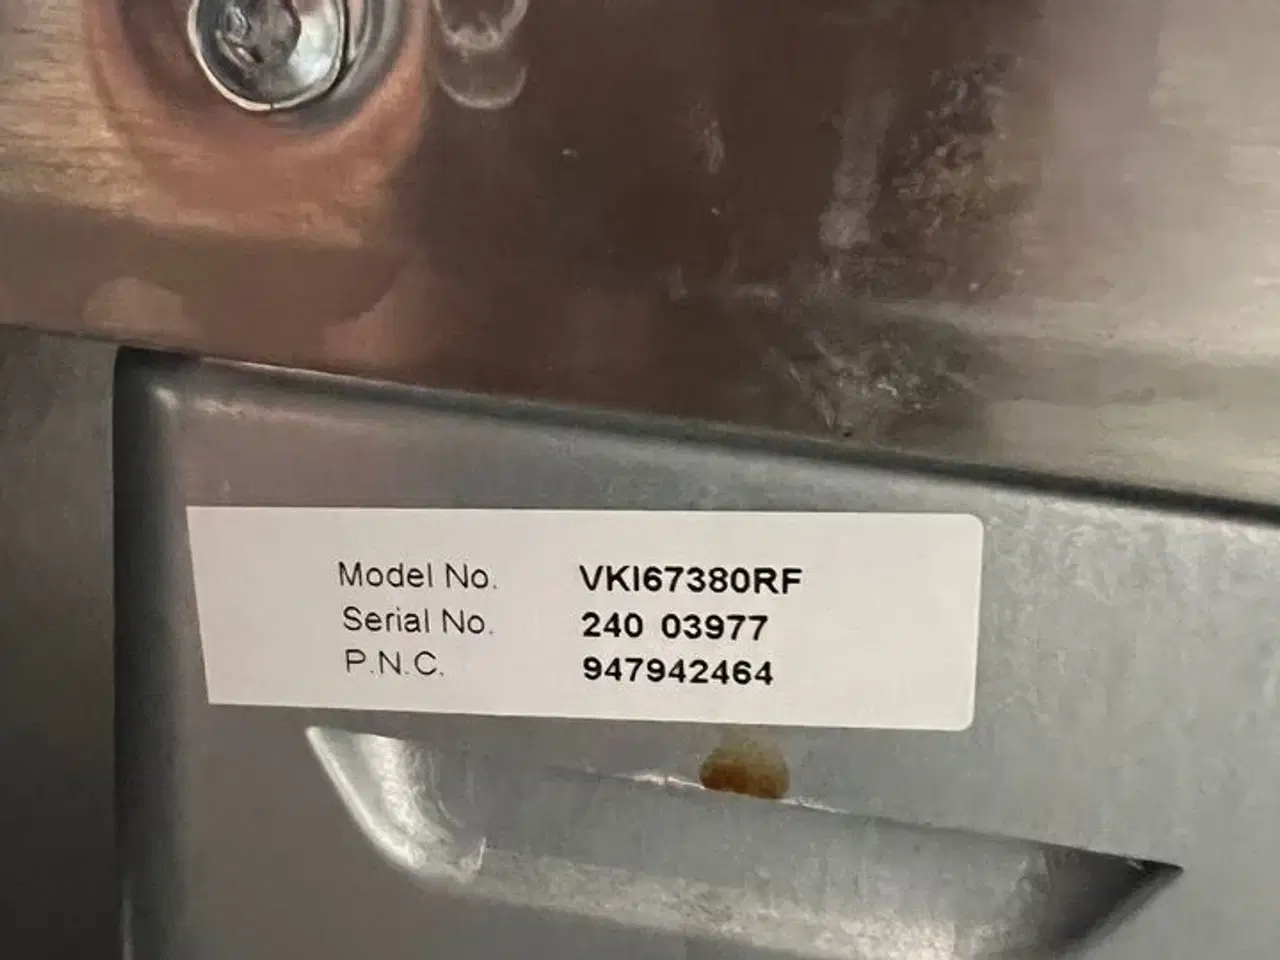 Model No. VKI67380RF
Serial No. 240 03977
P.N.C. 947942464